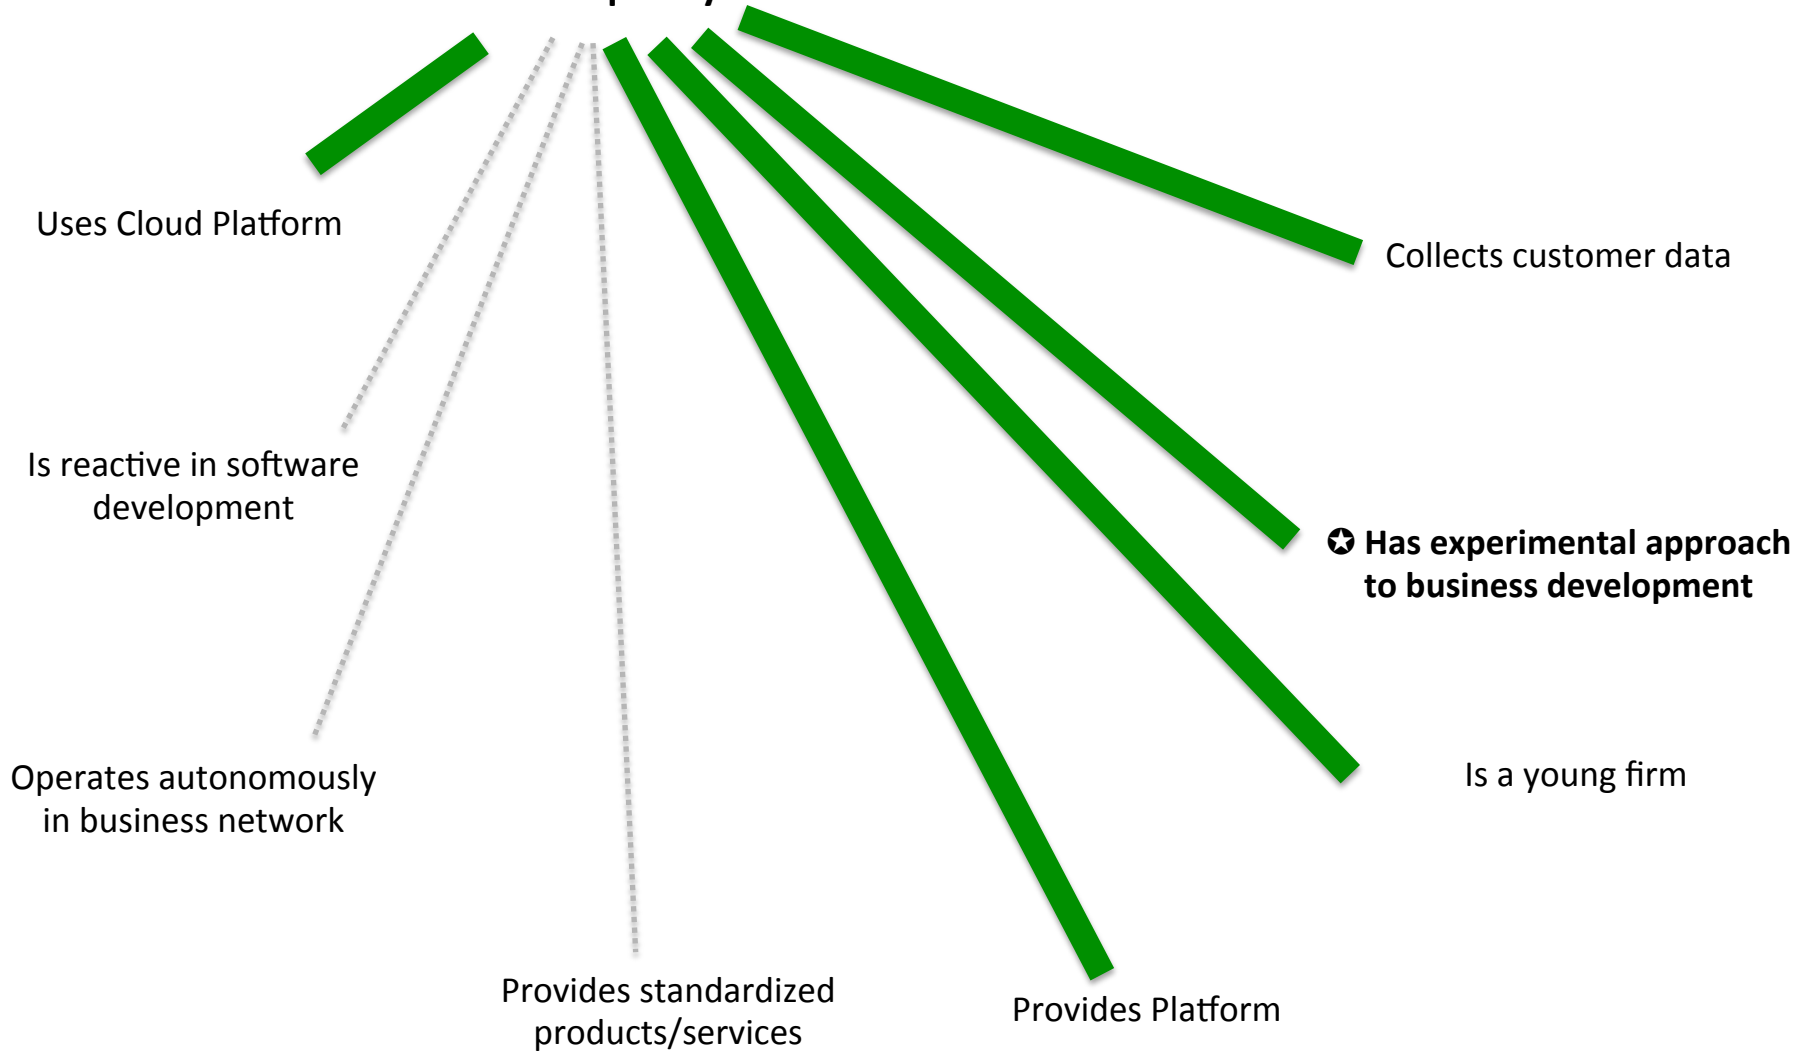 Uses Cloud Platform
Collects customer data
Is reactive in software
development
✪ Has experimental approach
to business development
Operates autonomously
in business network
Is a young firm
Provides standardized
products/services
Provides Platform